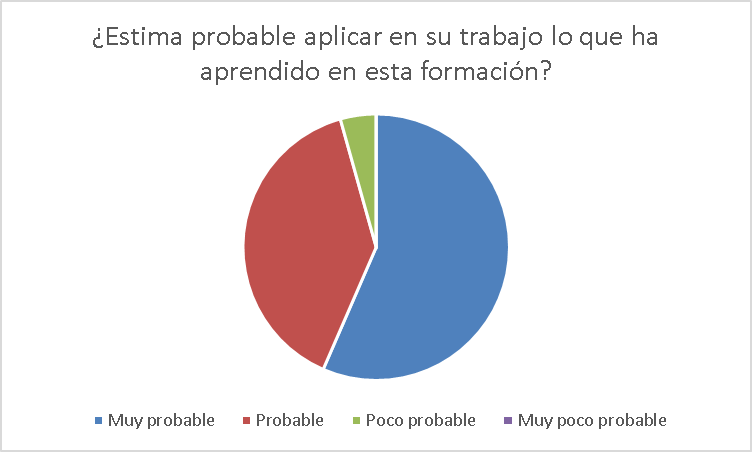 ¿Estima probable aplicar en su trabajo lo que ha
aprendido en esta formación?
Muy probable Probable Poco probable Muy poco probable